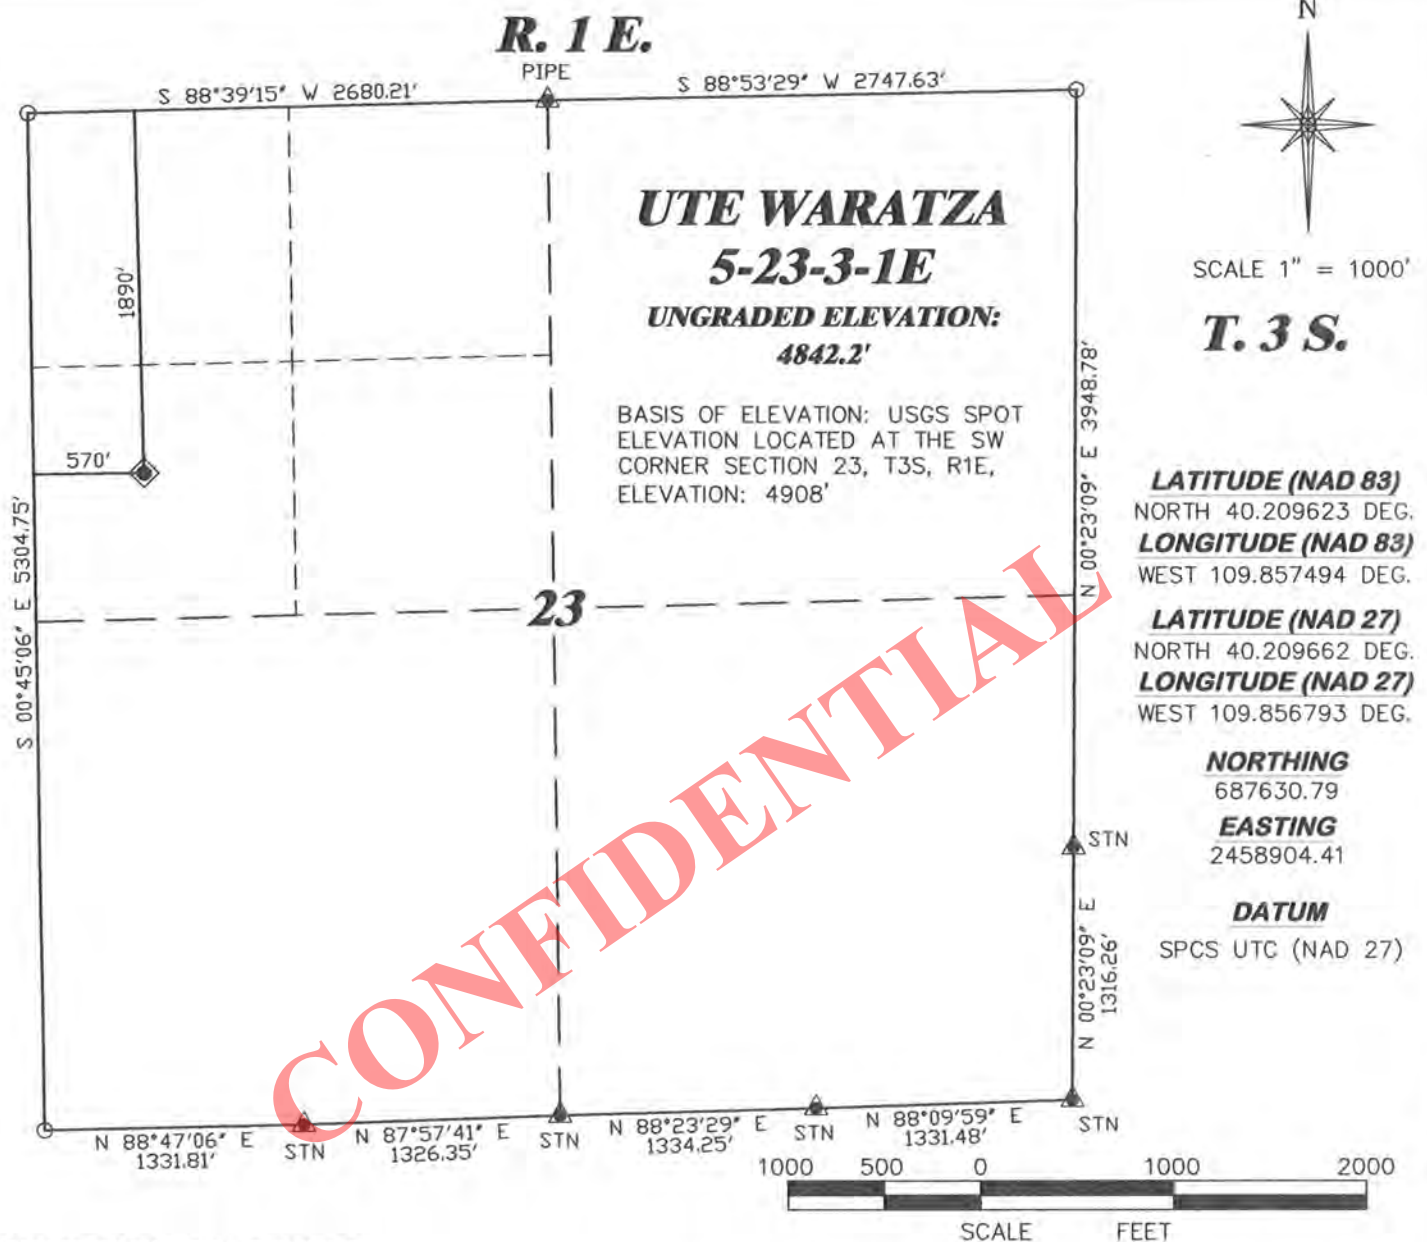 R. 1 E.
N
PIPE
S 88°39'15" W 2680.21'
S 88°53'29" W 2747.63'
UTE WARATZA
5-23-3-1E
UNGRADED ELEVATION:
4842.2'
BASIS OF ELEVATION: USGS SPOT
ELEVATION LOCATED AT THE SW
CORNER SECTION 23, T3S, R1E,
ELEVATION: 4908'
SCALE 1" = 1000'
T. 3 S.
1890'
570'
S 00°45'06" E 5304.75'
N 00°23'09" E 3948.78'
23
LATITUDE (NAD 83)
NORTH 40.209623 DEG.
LONGITUDE (NAD 83)
WEST 109.857494 DEG.
LATITUDE (NAD 27)
NORTH 40.209662 DEG.
LONGITUDE (NAD 27)
WEST 109.856793 DEG.
NORTHING
687630.79
EASTING
2458904.41
DATUM
SPCS UTC (NAD 27)
CONFIDENTIAL
STN
N 00°23'09" E
1316.26'
N 88°47'06" E
1331.81'
STN
N 87°57'41" E
1326.35'
STN
N 88°23'29" E
1334.25'
STN
N 88°09'59" E
1331.48'
STN
1000 500 0 1000 2000
SCALE FEET